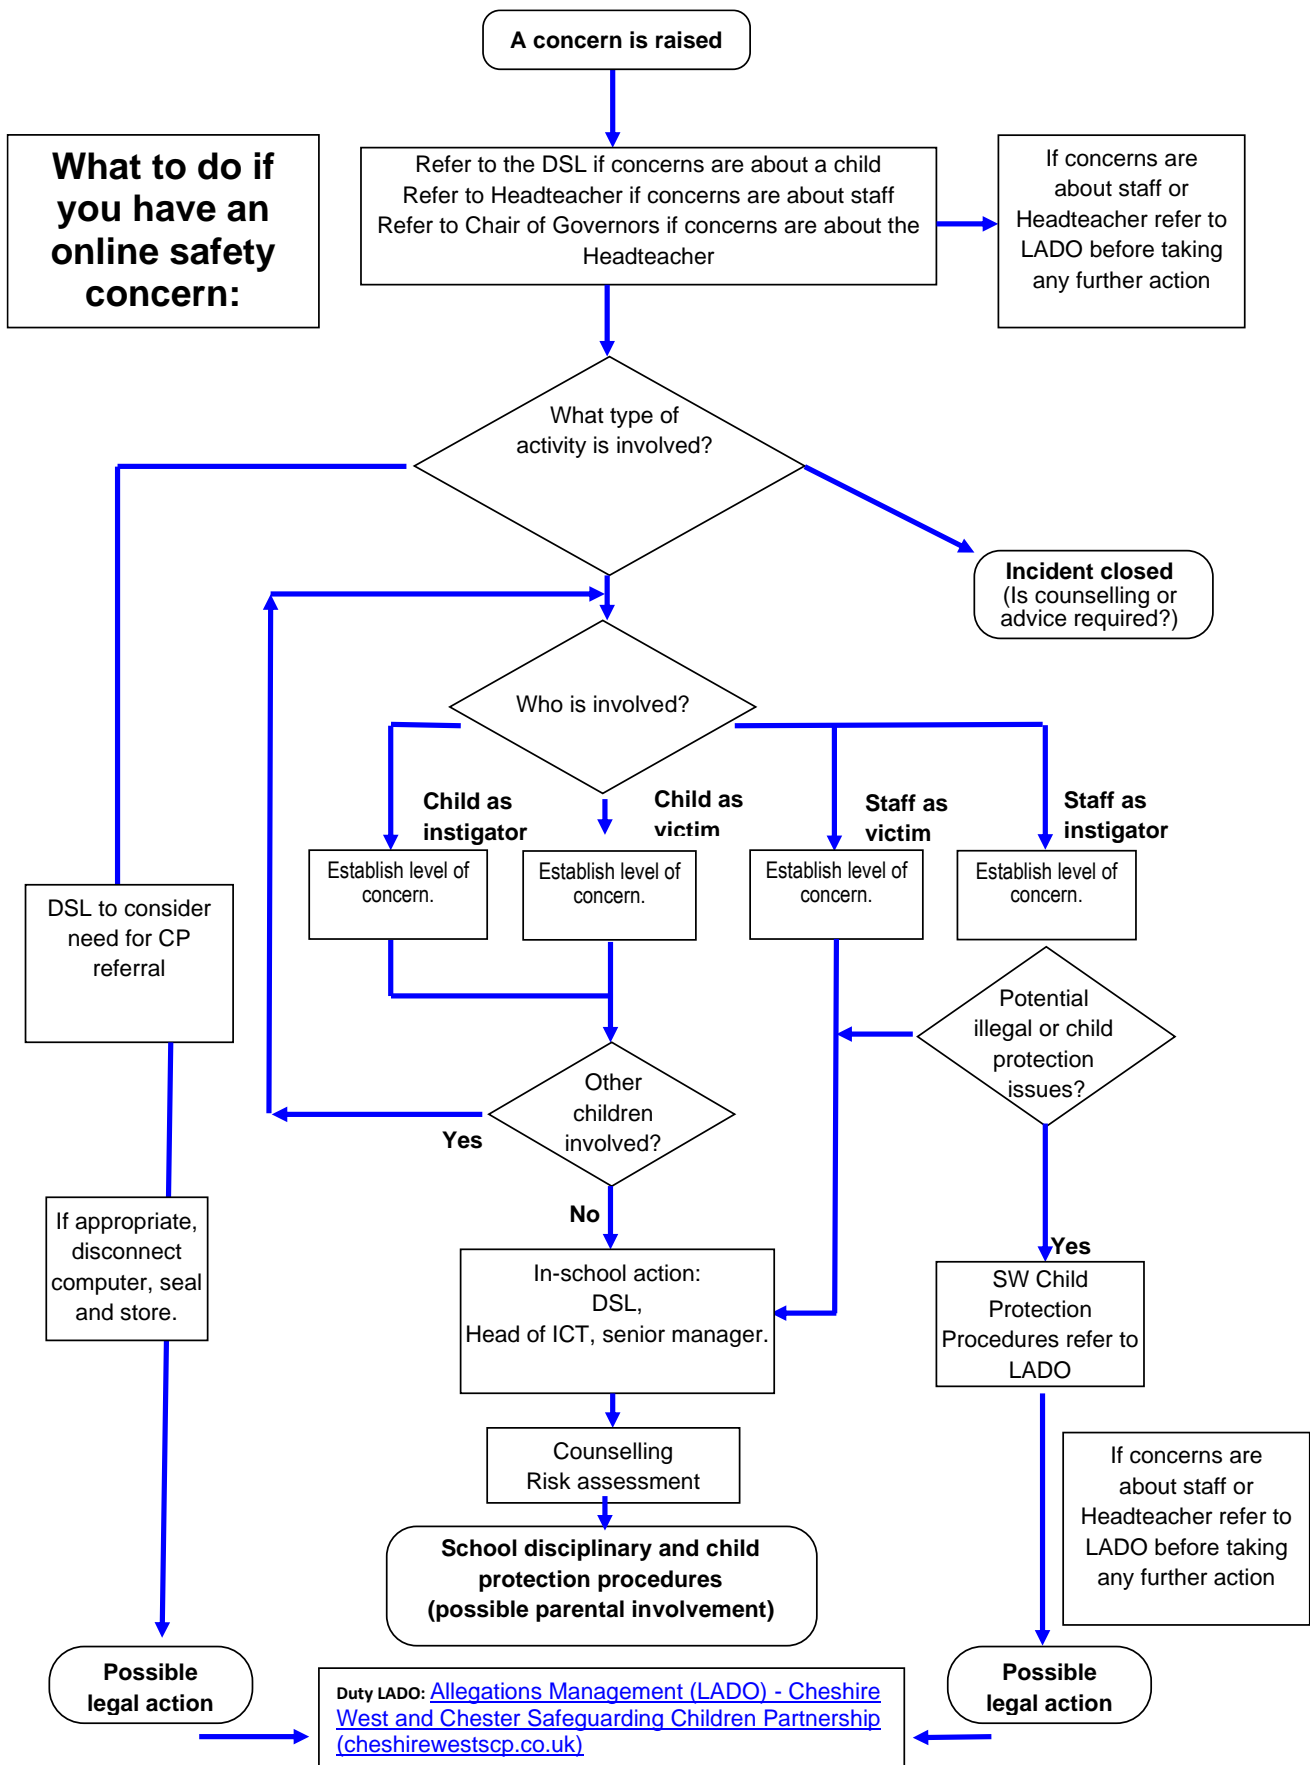 A concern is raised
What to do if
you have an
online safety
concern:
Refer to the DSL if concerns are about a child
Refer to Headteacher if concerns are about staff
Refer to Chair of Governors if concerns are about the
Headteacher
If concerns are
about staff or
Headteacher refer to
LADO before taking
any further action
What type of
activity is involved?
Incident closed
(Is counselling or
advice required?)
Who is involved?
Child as
instigator
Child as
victim
Staff as
victim
Staff as
instigator
Establish level of
concern.
Establish level of
concern.
Establish level of
concern.
Establish level of
concern.
DSL to consider
need for CP
referral
Potential
illegal or child
protection
issues?
Other
children
involved?
Yes
No
If appropriate,
disconnect
computer, seal
and store.
In-school action:
DSL,
Head of ICT, senior manager.
Yes
SW Child
Protection
Procedures refer to
LADO
Counselling
Risk assessment
If concerns are
about staff or
Headteacher refer to
LADO before taking
any further action
School disciplinary and child
protection procedures
(possible parental involvement)
Possible
legal action
Duty LADO: Allegations Management (LADO) - Cheshire
West and Chester Safeguarding Children Partnership
(cheshirewestscp.co.uk)
Possible
legal action